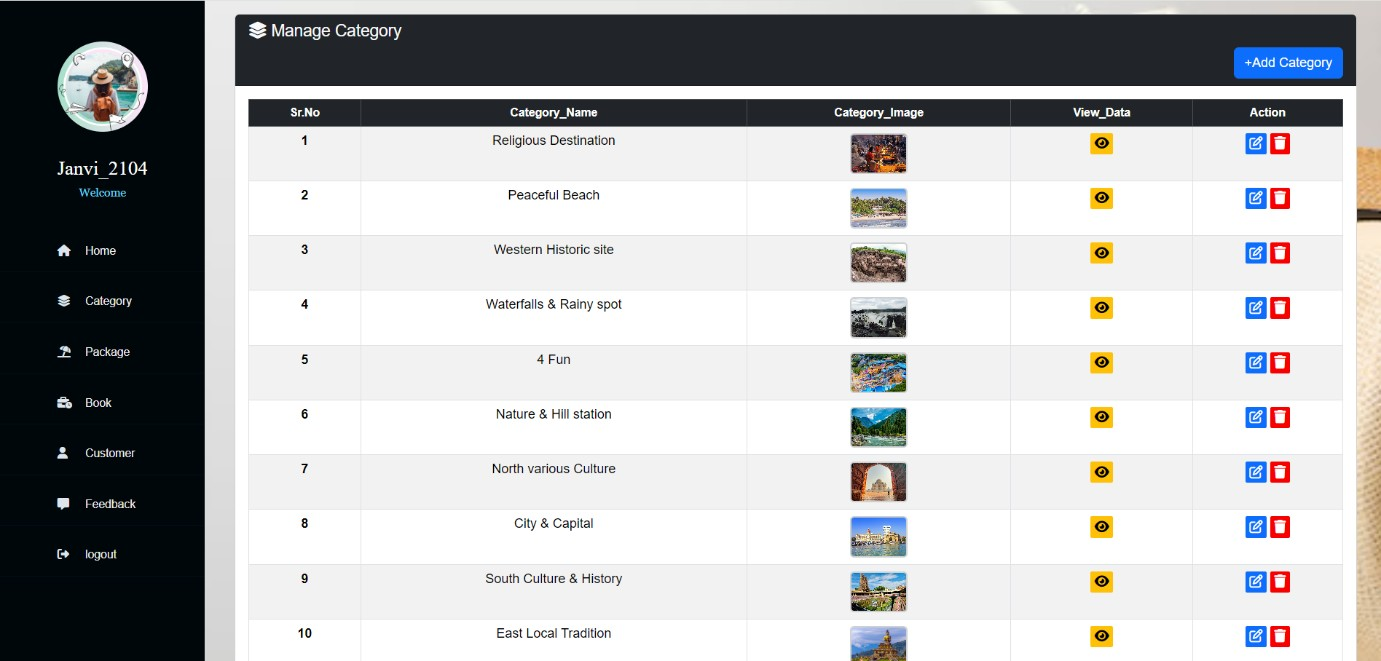 Janvi_2104
Welcome
Home
Category
Package
Book
Customer
Feedback
logout
Manage Category
+Add Category
Sr.No Category_Name Category_Image View_Data Action
1 Religious Destination
2 Peaceful Beach
3 Western Historic site
4 Waterfalls & Rainy spot
5 4 Fun
6 Nature & Hill station
7 North various Culture
8 City & Capital
9 South Culture & History
10 East Local Tradition